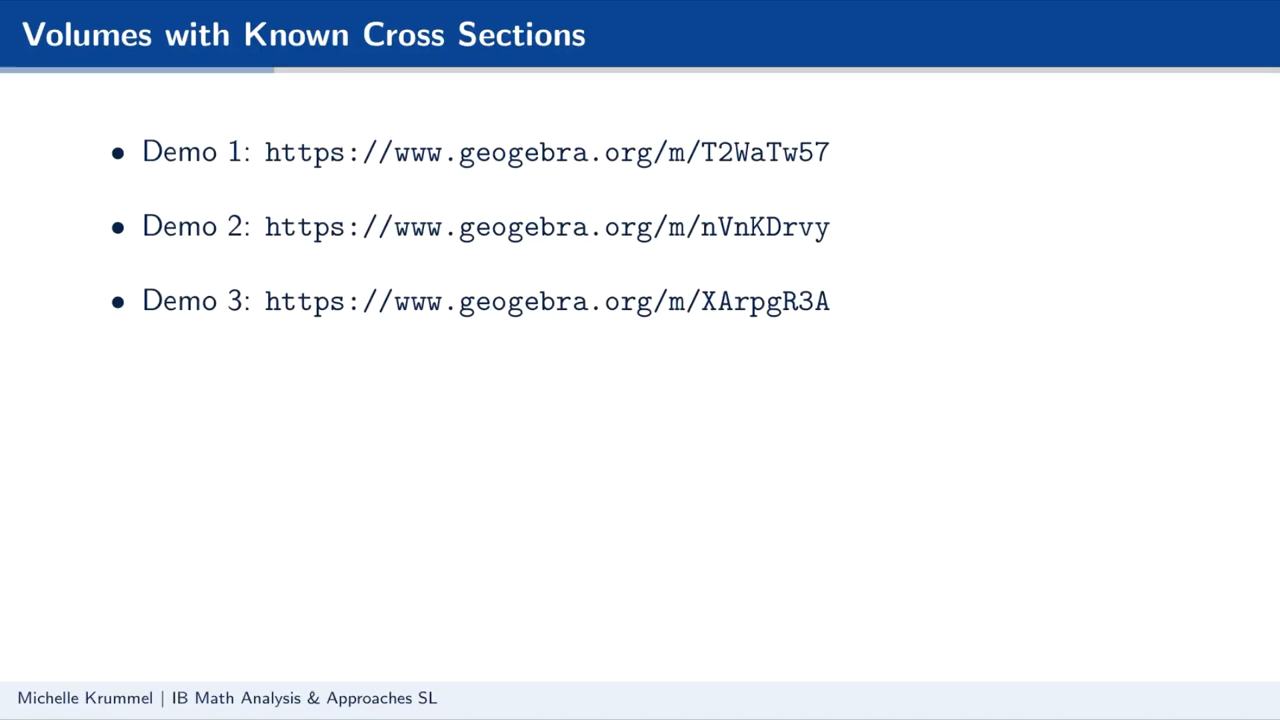 Volumes with Known Cross Sections
• Demo 1: https://www.geogebra.org/m/T2WaTw57
• Demo 2: https://www.geogebra.org/m/nVnKDrvy
• Demo 3: https://www.geogebra.org/m/XArpgR3A
Michelle Krummel | IB Math Analysis & Approaches SL